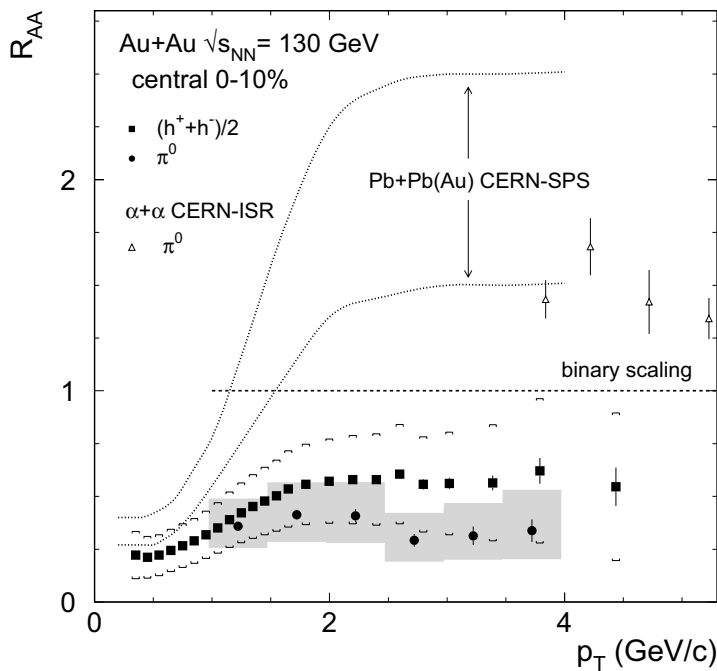 R_AA
Au+Au √s_NN = 130 GeV
central 0-10%
(h⁺+h⁻)/2
π⁰
α+α CERN-ISR
π⁰
Pb+Pb(Au) CERN-SPS
binary scaling
2
1
0
0
2
4
p_T (GeV/c)